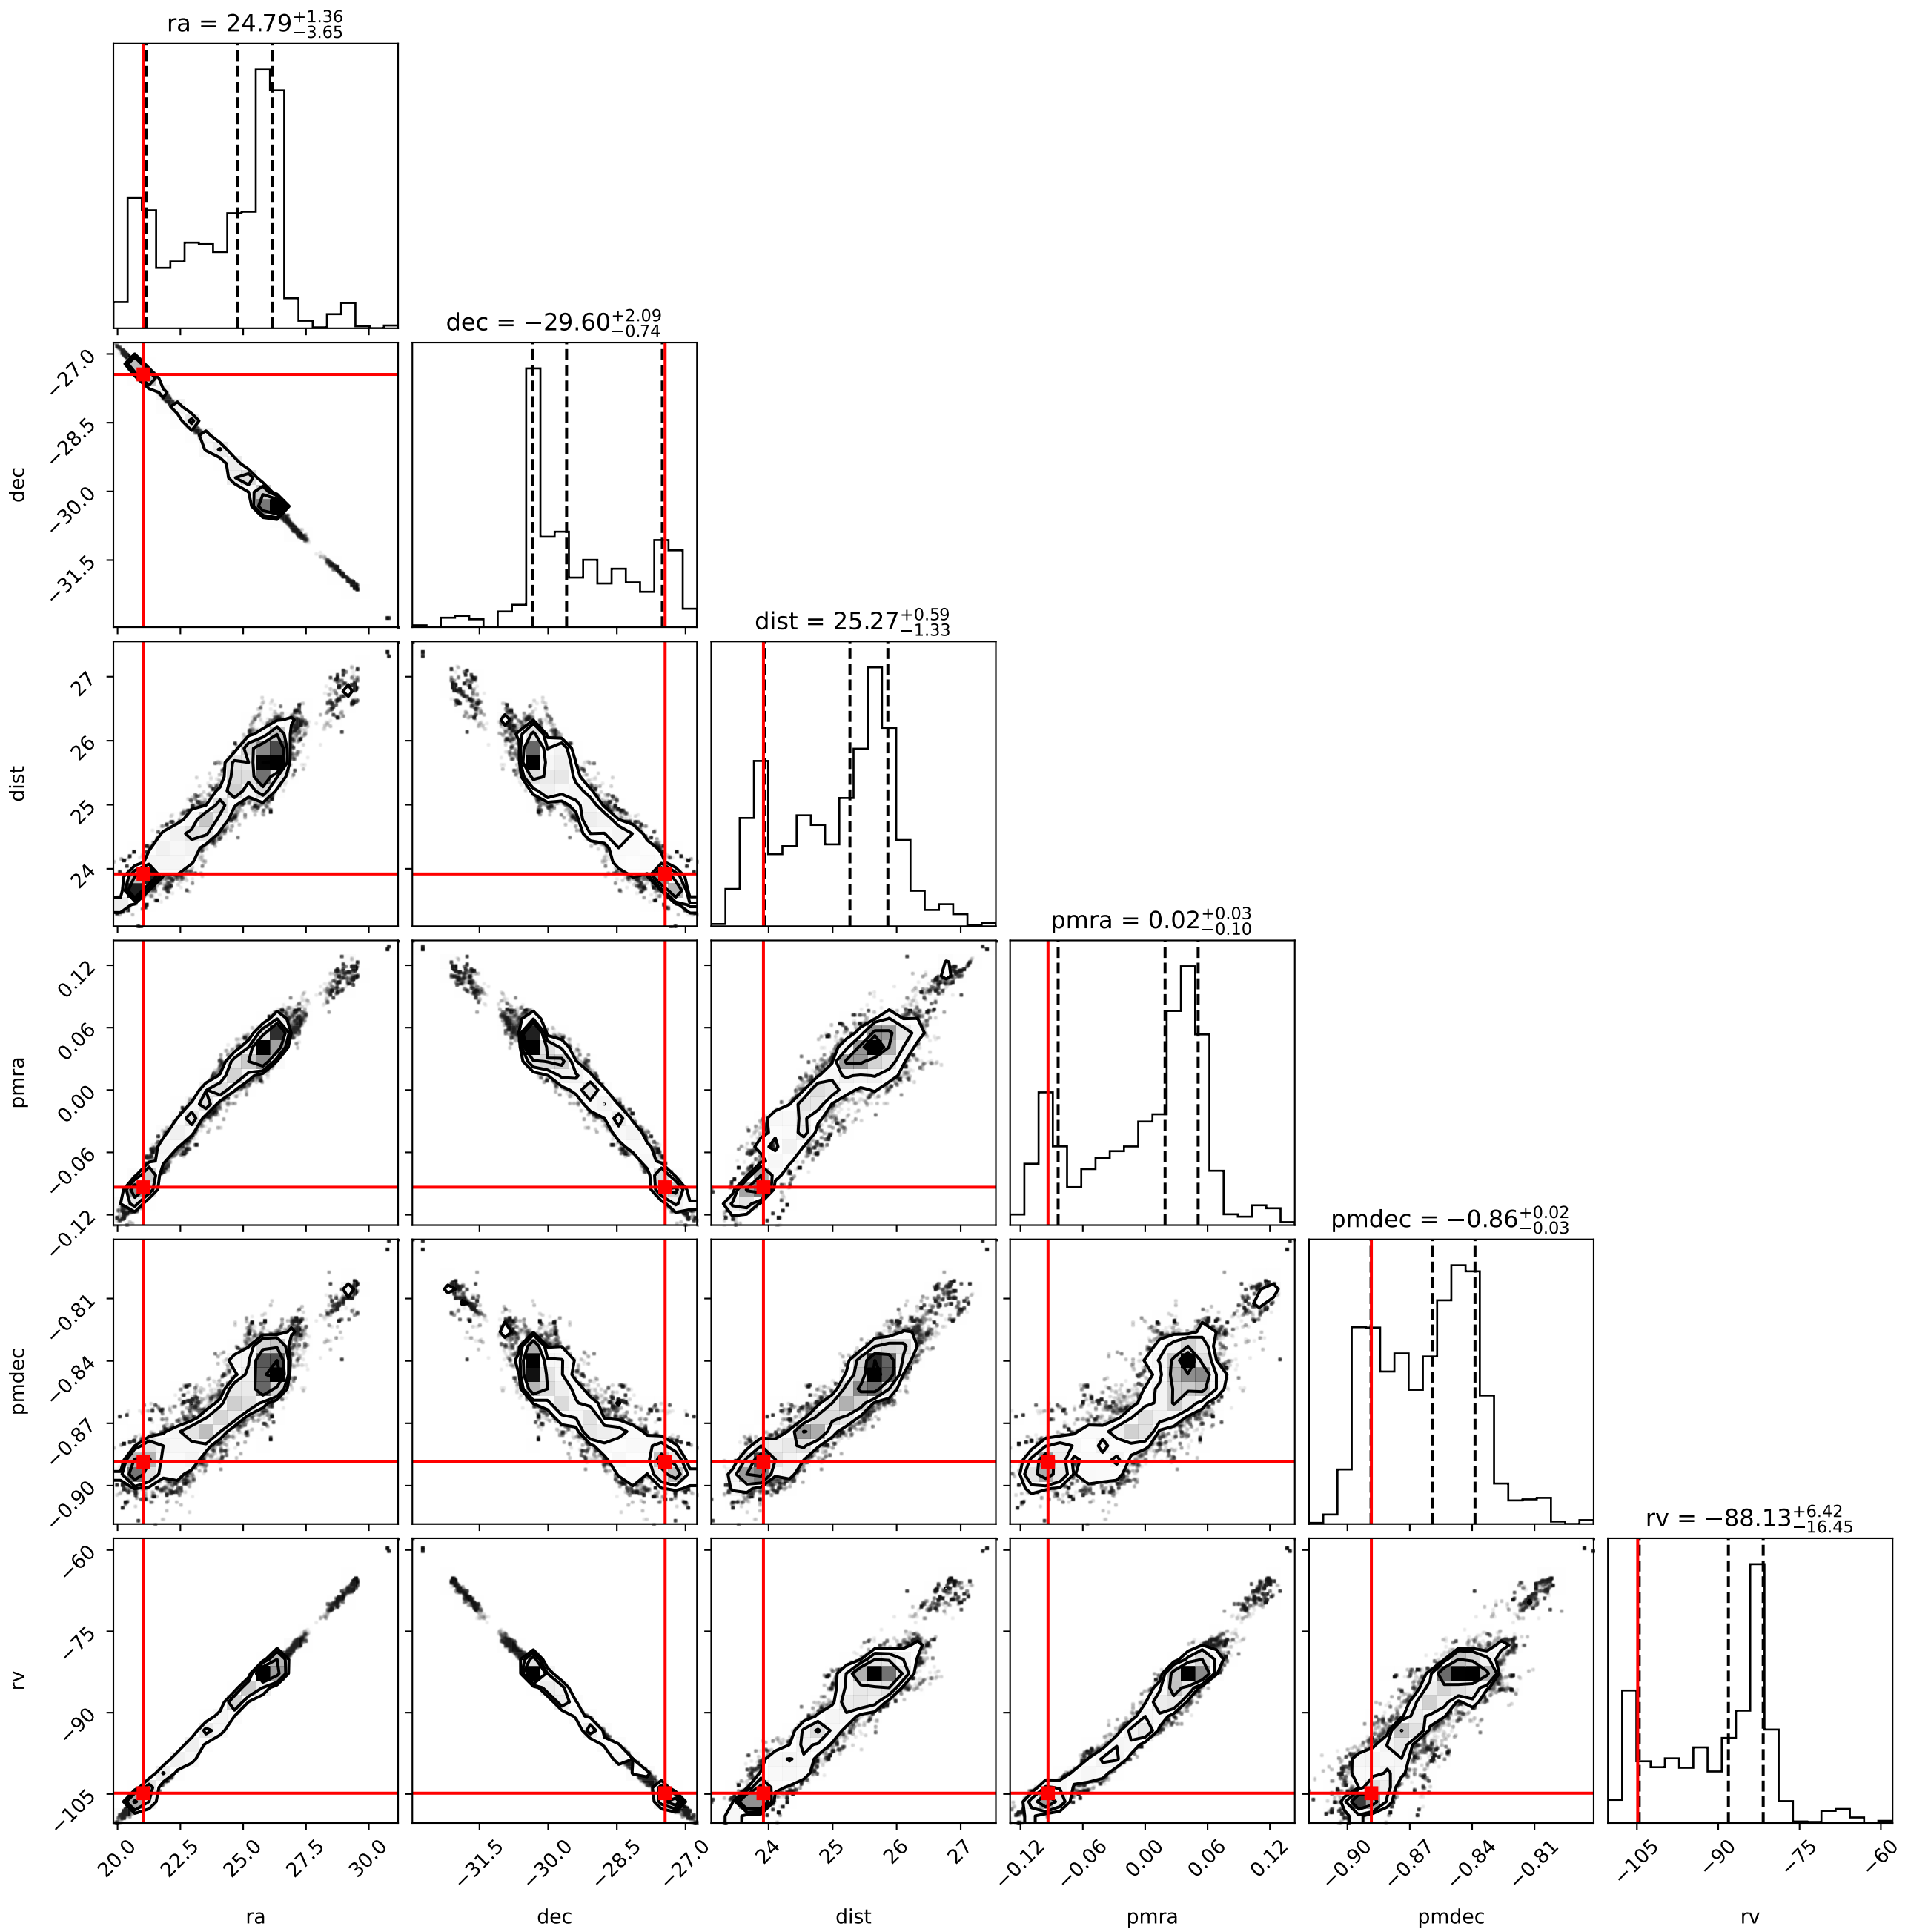 ra = 24.79+1.36−3.65
dec = −29.60+2.09−0.74
−27.0
−28.5
−30.0
−31.5
dec
dist = 25.27+0.59−1.33
27
26
25
24
dist
pmra = 0.02+0.03−0.10
0.12
0.06
0.00
−0.06
−0.12
pmra
pmdec = −0.86+0.02−0.03
−0.81
−0.84
−0.87
−0.90
pmdec
rv = −88.13+6.42−16.45
−60
−75
−90
−105
rv
20.0 22.5 25.0 27.5 30.0 −31.5 −30.0 −28.5 −27.0 24 25 26 27 −0.12 −0.06 0.00 0.06 0.12 −0.90 −0.87 −0.84 −0.81 −105 −90 −75 −60
ra dec dist pmra pmdec rv